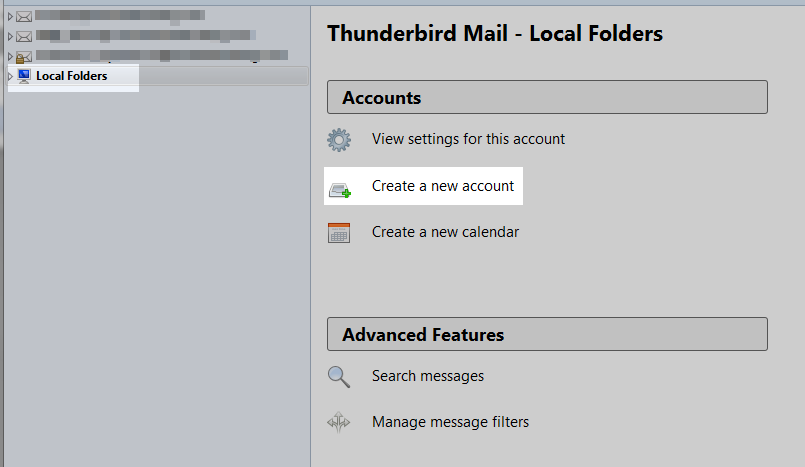 Local Folders
Thunderbird Mail - Local Folders
Accounts
View settings for this account
Create a new account
Create a new calendar
Advanced Features
Search messages
Manage message filters